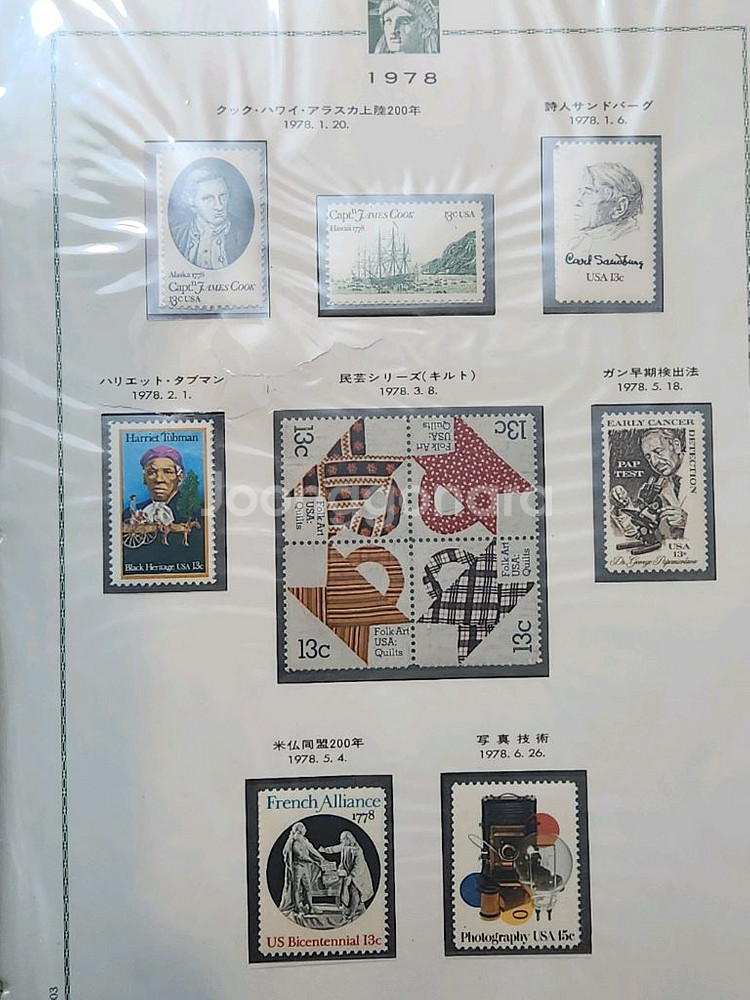 1978
クック・ハワイ・アラスカ上陸200年
1978.1.20.
詩人サンドバーグ
1978.1.6.
Alaska 1778
Capt.n JAMES COOK
13c USA
Capt.n JAMES COOK
13c USA
Hawaii 1778
Carl Sandburg
USA 13c
ハリエット・タブマン
1978.2.1.
民芸シリーズ(キルト)
1978.3.8.
ガン早期検出法
1978.5.18.
Harriet Tubman
Black Heritage USA 13c
13c
Folk Art
USA:
Quilts
13c
Folk Art
USA:
Quilts
13c
Folk Art
USA:
Quilts
13c
Folk Art
USA:
Quilts
EARLY CANCER
DETECTION
PAP
TEST
USA
13c
Dr. George Papanicolaou
Joonggonara
米仏同盟200年
1978.5.4.
写真技術
1978.6.26.
French Alliance
1778
US Bicentennial 13c
Photography USA 15c